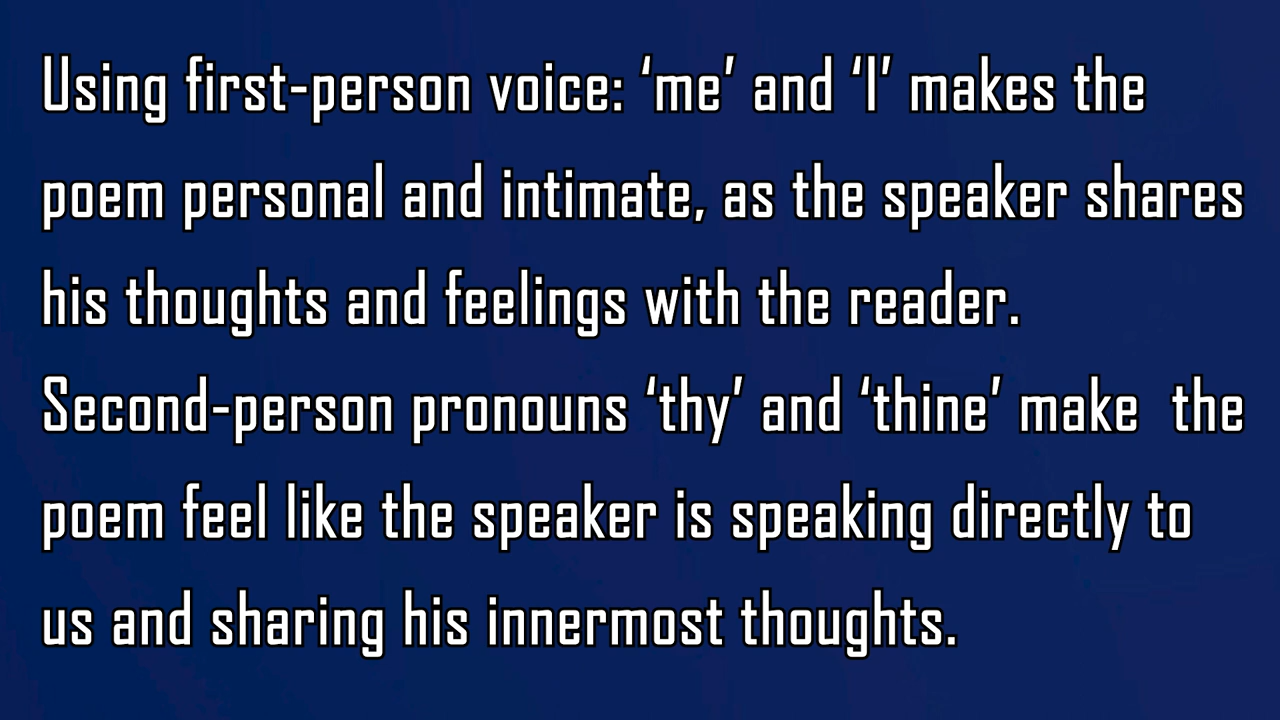 Using first-person voice: ‘me’ and ‘I’ makes the
poem personal and intimate, as the speaker shares
his thoughts and feelings with the reader.
Second-person pronouns ‘thy’ and ‘thine’ make  the
poem feel like the speaker is speaking directly to
us and sharing his innermost thoughts.